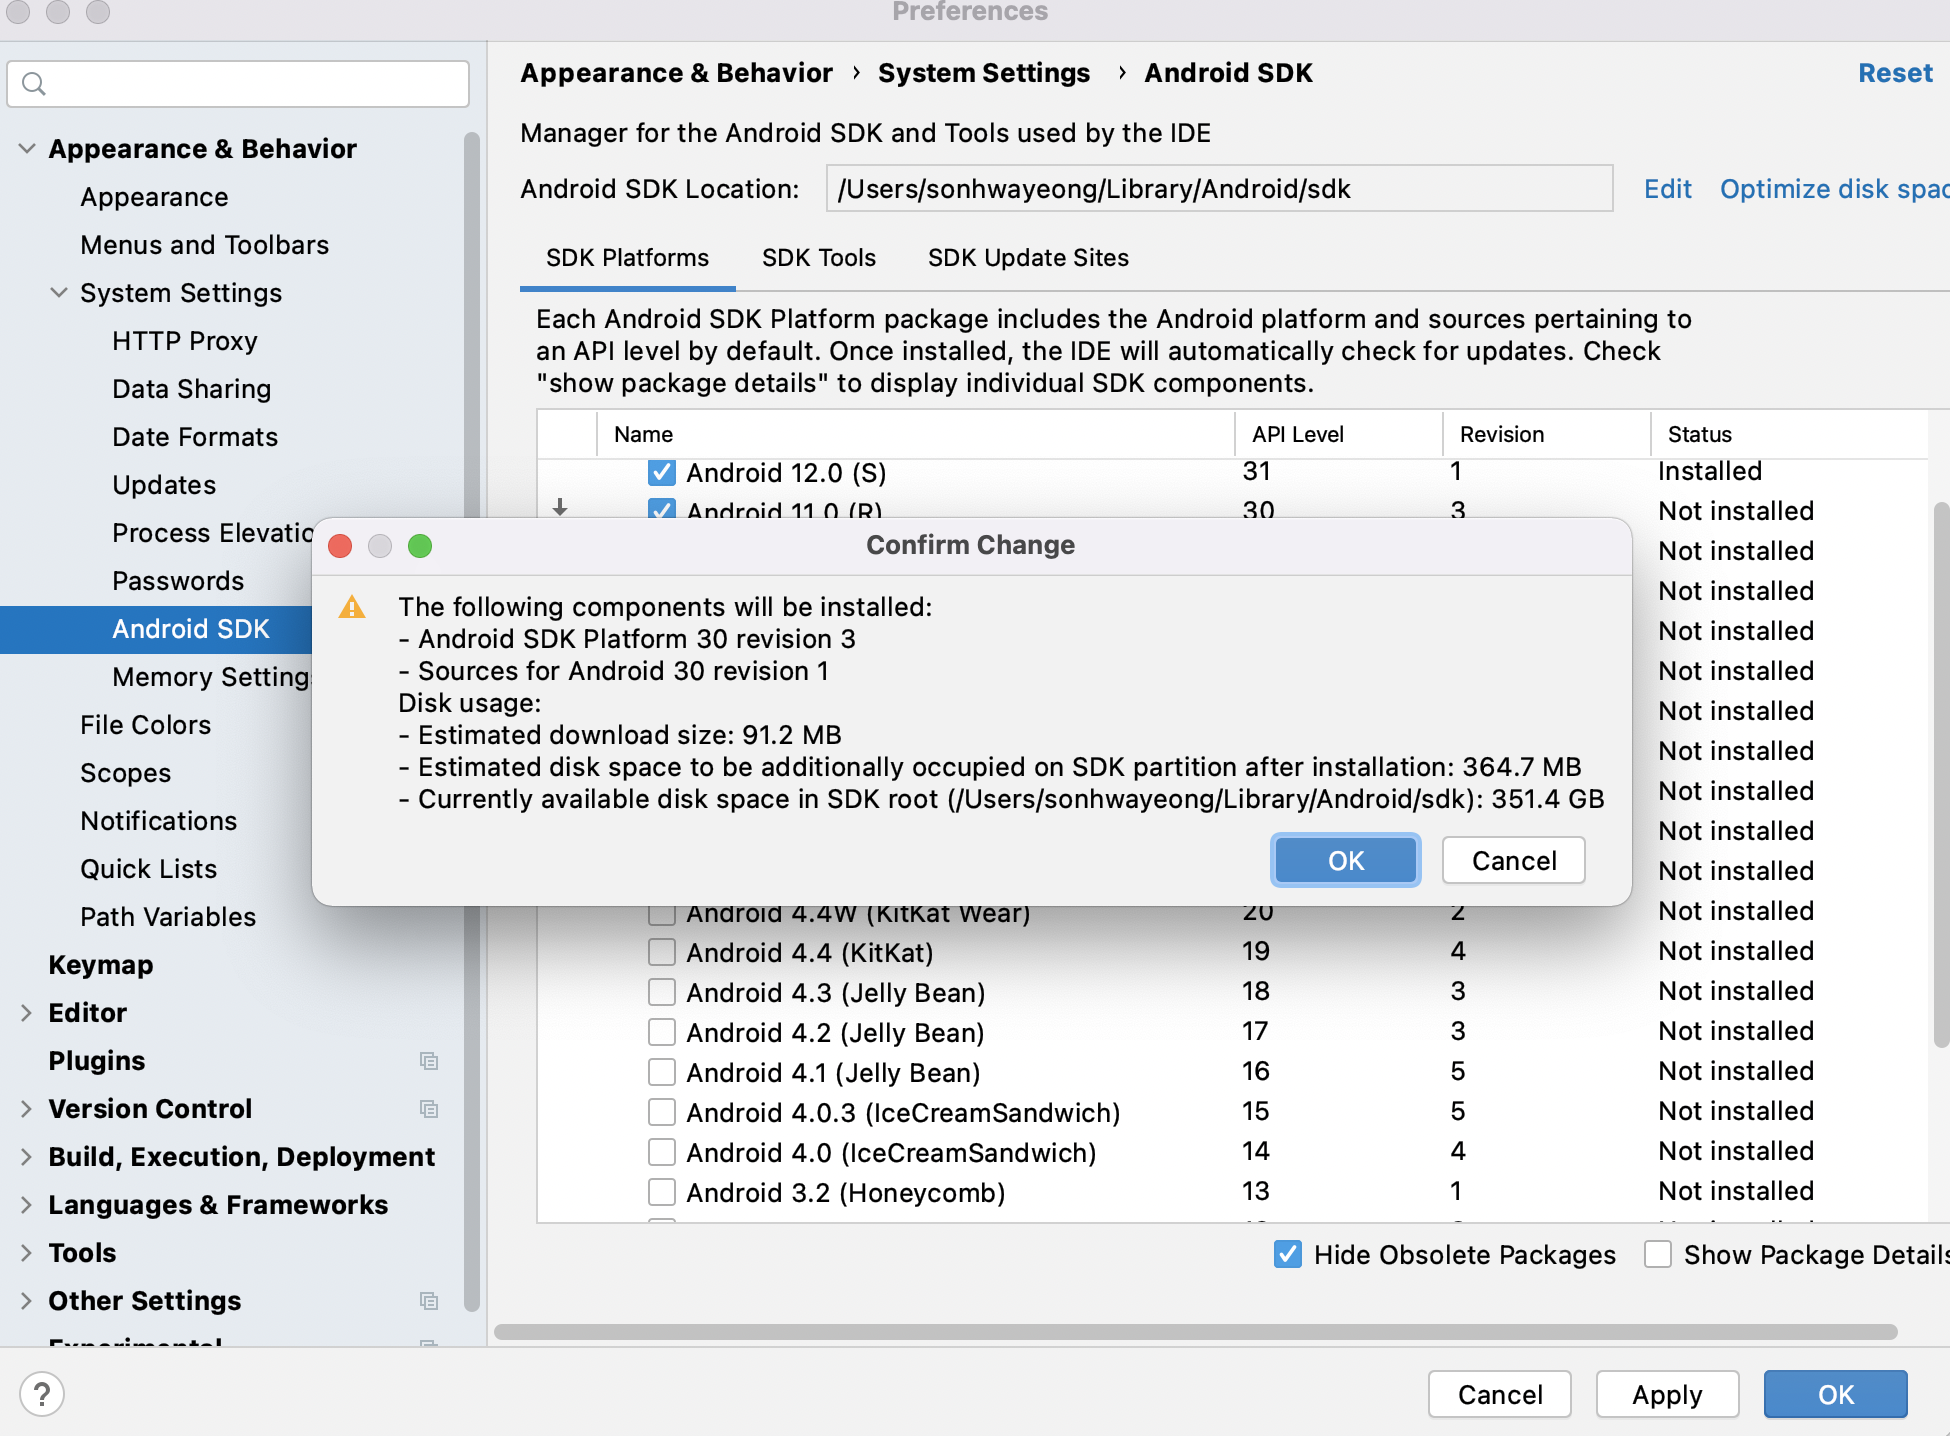 Preferences
Appearance & Behavior › System Settings › Android SDK
Reset
Manager for the Android SDK and Tools used by the IDE
Android SDK Location: /Users/sonhwayeong/Library/Android/sdk Edit Optimize disk spac
SDK Platforms SDK Tools SDK Update Sites
Each Android SDK Platform package includes the Android platform and sources pertaining to
an API level by default. Once installed, the IDE will automatically check for updates. Check
"show package details" to display individual SDK components.
Name API Level Revision Status
Android 12.0 (S) 31 1 Installed
Android 11.0 (R) 30 3 Not installed
Not installed
Not installed
Not installed
Not installed
Not installed
Not installed
Not installed
Not installed
Not installed
Android 4.4W (KitKat Wear) 20 2 Not installed
Android 4.4 (KitKat) 19 4 Not installed
Android 4.3 (Jelly Bean) 18 3 Not installed
Android 4.2 (Jelly Bean) 17 3 Not installed
Android 4.1 (Jelly Bean) 16 5 Not installed
Android 4.0.3 (IceCreamSandwich) 15 5 Not installed
Android 4.0 (IceCreamSandwich) 14 4 Not installed
Android 3.2 (Honeycomb) 13 1 Not installed
Hide Obsolete Packages Show Package Details
Appearance & Behavior
Appearance
Menus and Toolbars
System Settings
HTTP Proxy
Data Sharing
Date Formats
Updates
Process Elevatio
Passwords
Android SDK
Memory Settings
File Colors
Scopes
Notifications
Quick Lists
Path Variables
Keymap
Editor
Plugins
Version Control
Build, Execution, Deployment
Languages & Frameworks
Tools
Other Settings
Experimental
Confirm Change
The following components will be installed:
- Android SDK Platform 30 revision 3
- Sources for Android 30 revision 1
Disk usage:
- Estimated download size: 91.2 MB
- Estimated disk space to be additionally occupied on SDK partition after installation: 364.7 MB
- Currently available disk space in SDK root (/Users/sonhwayeong/Library/Android/sdk): 351.4 GB
OK Cancel
?
Cancel Apply OK